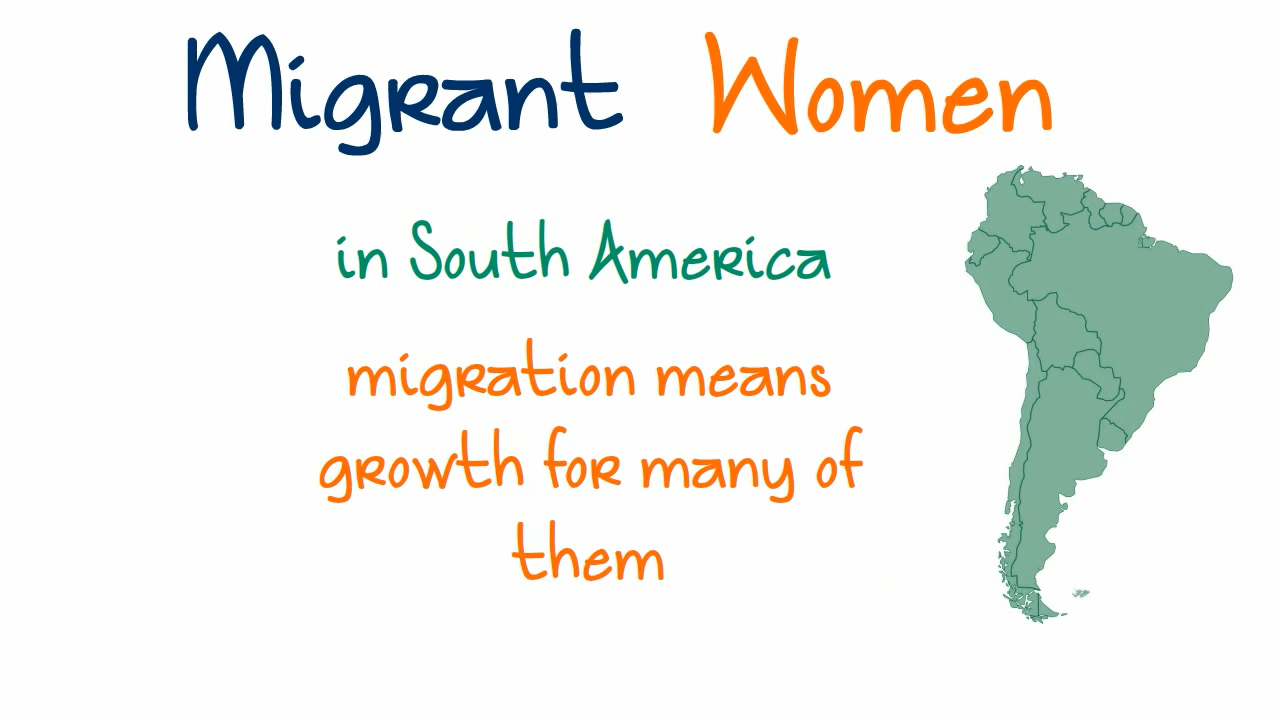 Migrant Women
in South America
migration means
growth for many of
them